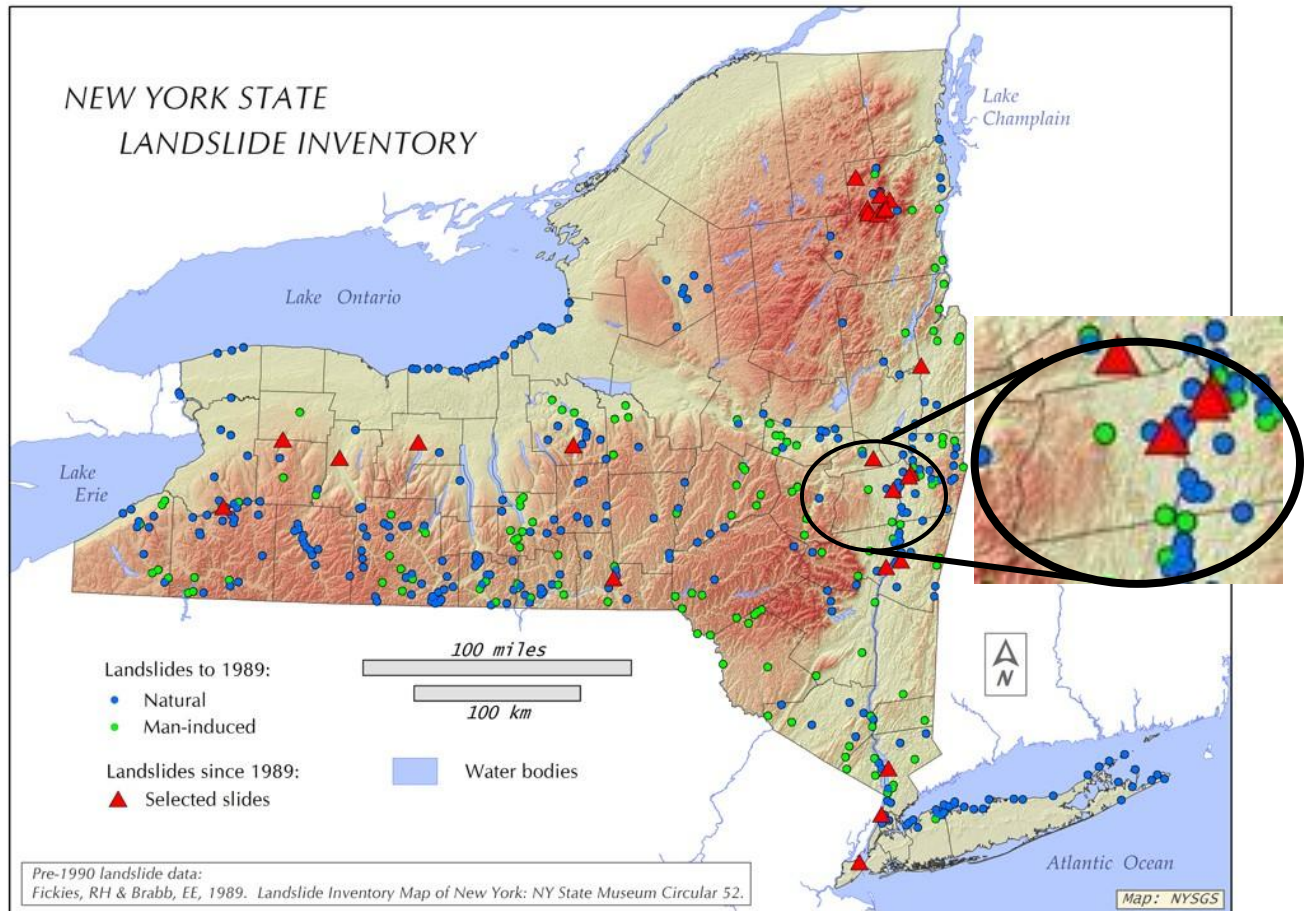 NEW YORK STATE
LANDSLIDE INVENTORY
Lake
Champlain
Lake Ontario
Lake
Erie
100 miles
100 km
Landslides to 1989:
Natural
Man-induced
Landslides since 1989:
Selected slides
Water bodies
N
Atlantic Ocean
Pre-1990 landslide data:
Fickies, RH & Brabb, EE, 1989. Landslide Inventory Map of New York: NY State Museum Circular 52.
Map: NYSGS